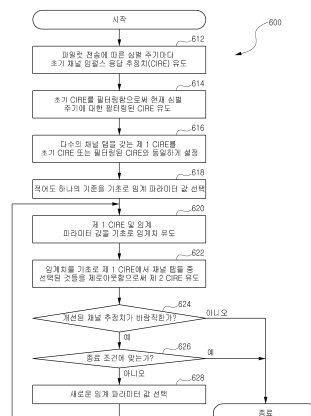 시작
600
612
파일럿 전송에 따른 심벌 주기마다
초기 채널 임펄스 응답 추정치(CIRE) 유도
614
초기 CIRE를 필터링함으로써 현재 심벌
주기에 대한 필터링된 CIRE 유도
616
다수의 채널 탭을 갖는 제 1 CIRE를
초기 CIRE 또는 필터링된 CIRE와 동일하게 설정
618
적어도 하나의 기준을 기초로 임계 파라미터 값 선택
620
제 1 CIRE 및 임계
파라미터 값을 기초로 임계치 유도
622
임계치를 기초로 제 1 CIRE에서 채널 탭들 중
선택된 것들을 제로아웃함으로써 제 2 CIRE 유도
624
개선된 채널 추정치가 바람직한가?
아니오
예
626
종료 조건에 맞는가?
예
아니오
628
새로운 임계 파라미터 값 선택
종료